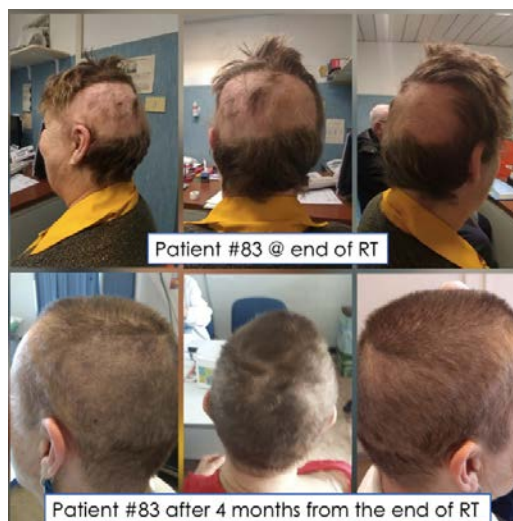 Patient #83 @ end of RT
Patient #83 after 4 months from the end of RT